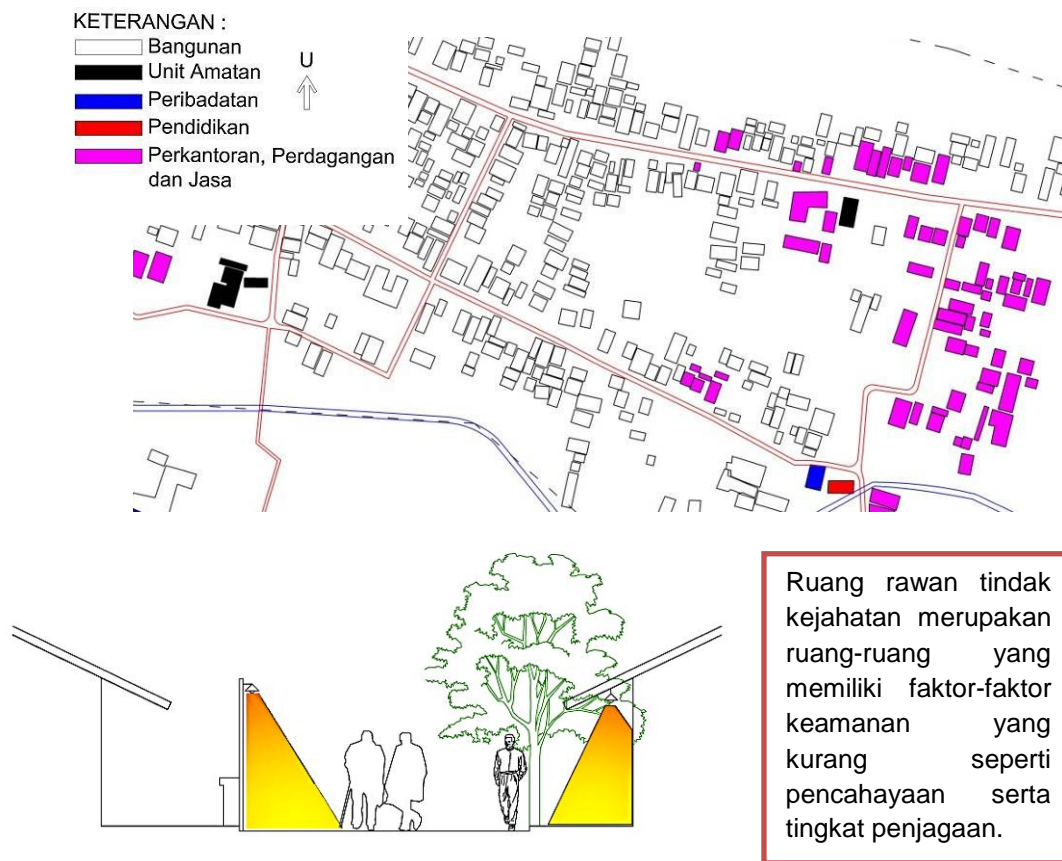 KETERANGAN :
Bangunan
Unit Amatan
Peribadatan
Pendidikan
Perkantoran, Perdagangan
dan Jasa
U
Ruang rawan tindak
kejahatan merupakan
ruang-ruang yang
memiliki faktor-faktor
keamanan yang
kurang seperti
pencahayaan serta
tingkat penjagaan.